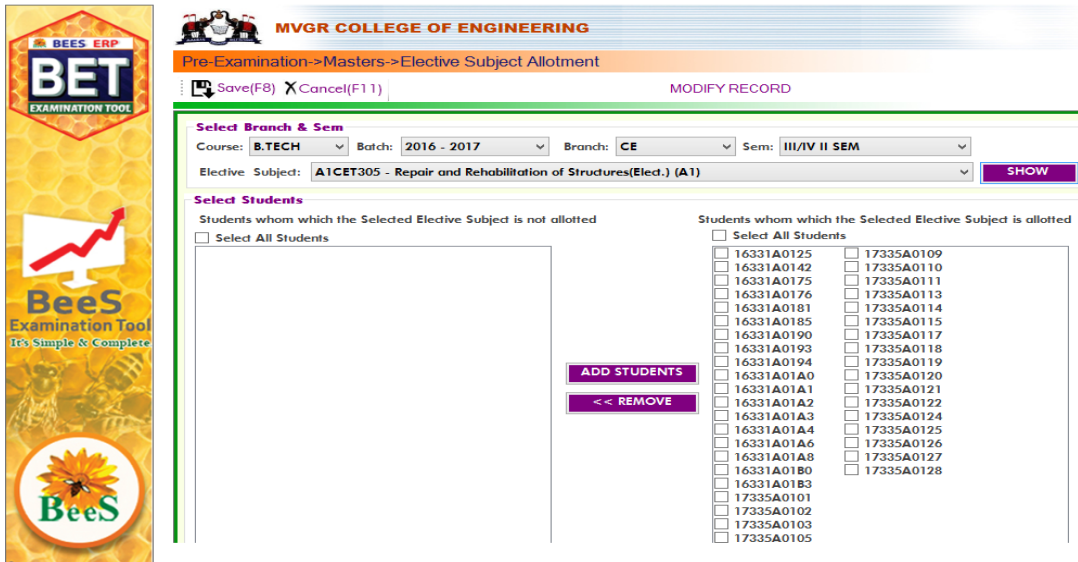 BEES ERP
BET
EXAMINATION TOOL
BeeS
Examination Tool
It's Simple & Complete
BeeS
MVGR COLLEGE OF ENGINEERING
Pre-Examination->Masters->Elective Subject Allotment
Save(F8) Cancel(F11) MODIFY RECORD
Select Branch & Sem
Course: B.TECH Batch: 2016 - 2017 Branch: CE Sem: III/IV II SEM
Elective Subject: A1CET305 - Repair and Rehabilitation of Structures(Elect.) (A1) SHOW
Select Students
Students whom which the Selected Elective Subject is not allotted
Select All Students
ADD STUDENTS
<< REMOVE
Students whom which the Selected Elective Subject is allotted
Select All Students
16331A0125 17335A0109
16331A0142 17335A0110
16331A0175 17335A0111
16331A0176 17335A0113
16331A0181 17335A0114
16331A0185 17335A0115
16331A0190 17335A0117
16331A0193 17335A0118
16331A0194 17335A0119
16331A01A0 17335A0120
16331A01A1 17335A0121
16331A01A2 17335A0122
16331A01A3 17335A0124
16331A01A4 17335A0125
16331A01A6 17335A0126
16331A01A8 17335A0127
16331A01B0 17335A0128
16331A01B3
17335A0101
17335A0102
17335A0103
17335A0105